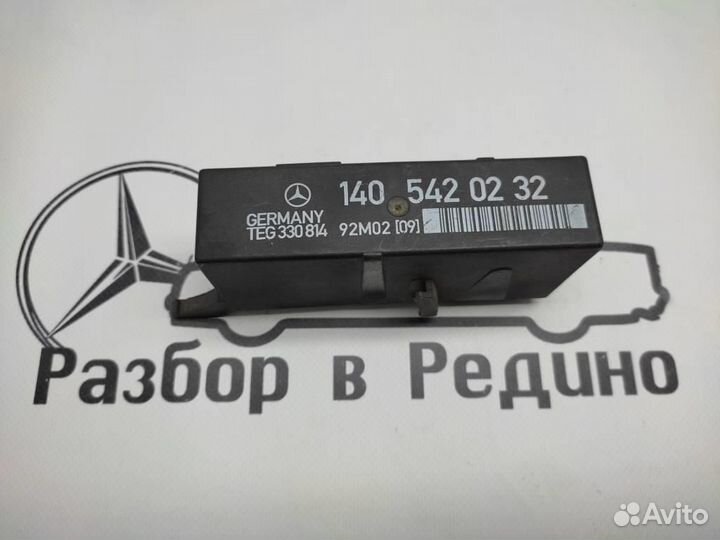 140 542 02 32
GERMANY
TEG 330 814 92M02 [09]
Разбор в Редино
Avito